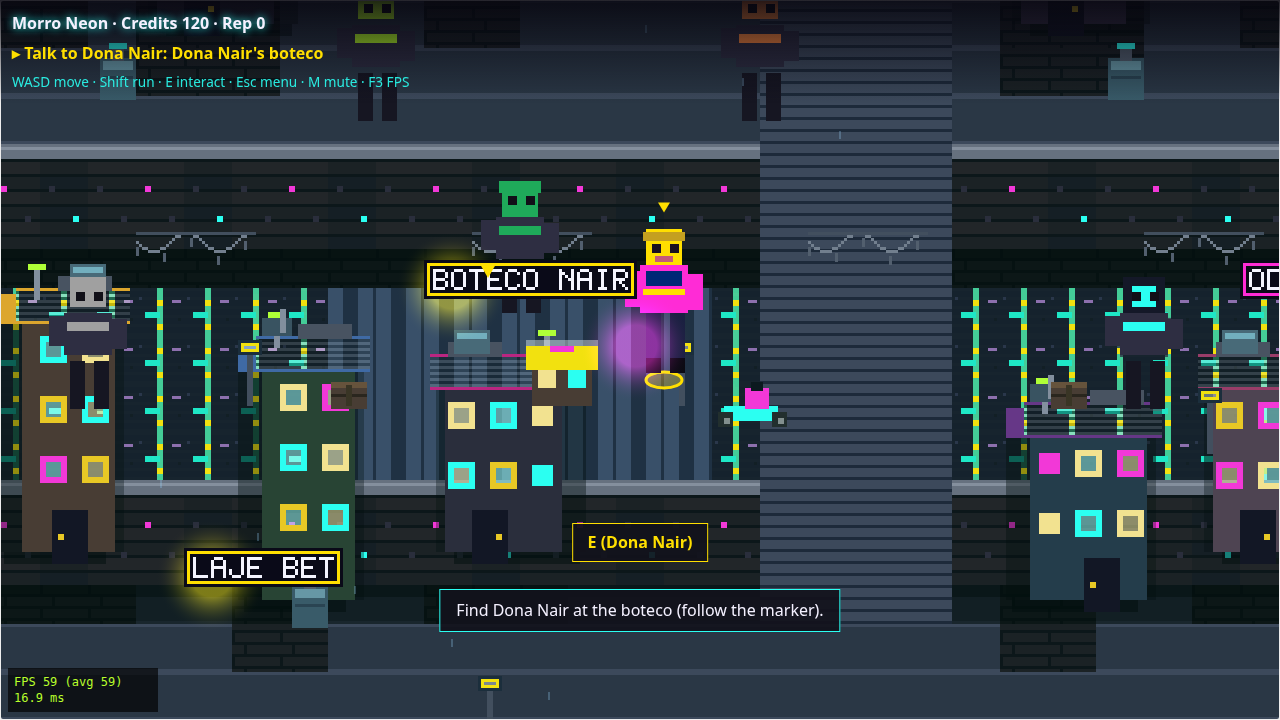 Morro Neon · Credits 120 · Rep 0
▸ Talk to Dona Nair: Dona Nair's boteco
WASD move · Shift run · E interact · Esc menu · M mute · F3 FPS
BOTECO NAIR
E (Dona Nair)
LAJE BET
Find Dona Nair at the boteco (follow the marker).
FPS 59 (avg 59)
16.9 ms